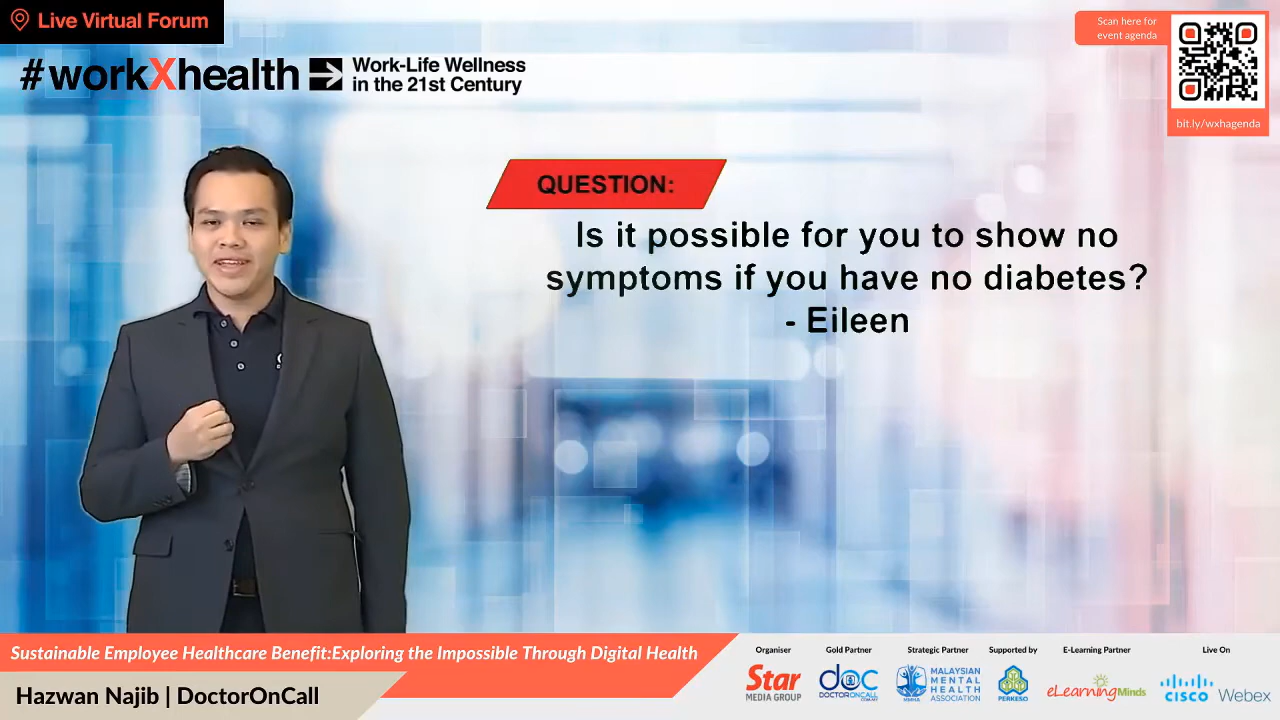 Live Virtual Forum
#workXhealth
Work-Life Wellness
in the 21st Century
Scan here for
event agenda
bit.ly/wxhagenda
QUESTION:
Is it possible for you to show no
symptoms if you have no diabetes?
- Eileen
Sustainable Employee Healthcare Benefit:Exploring the Impossible Through Digital Health
Hazwan Najib | DoctorOnCall
Organiser
Star
MEDIA GROUP
Gold Partner
doc
DOCTORONCALL
Strategic Partner
MMHA
MALAYSIAN
MENTAL
HEALTH
ASSOCIATION
Supported by
PERKESO
E-Learning Partner
eLearningMinds
Live On
CISCO Webex